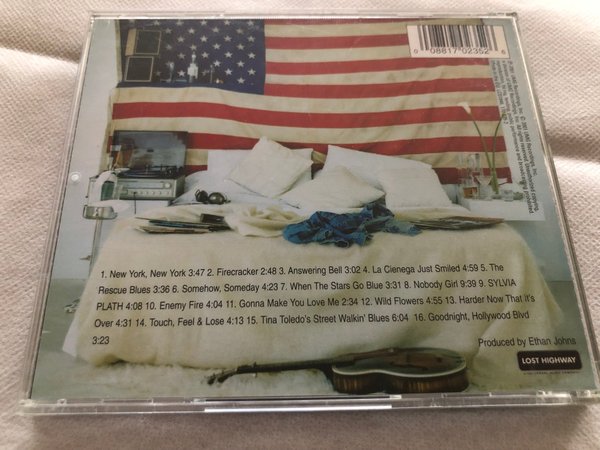 0 08817 02352 6
1. New York, New York 3:47 2. Firecracker 2:48 3. Answering Bell 3:02 4. La Cienega Just Smiled 4:59 5. The
Rescue Blues 3:36 6. Somehow, Someday 4:23 7. When The Stars Go Blue 3:31 8. Nobody Girl 9:39 9. SYLVIA
PLATH 4:08 10. Enemy Fire 4:04 11. Gonna Make You Love Me 2:34 12. Wild Flowers 4:55 13. Harder Now That It's
Over 4:31 14. Touch, Feel & Lose 4:13 15. Tina Toledo's Street Walkin' Blues 6:04 16. Goodnight, Hollywood Blvd
3:23
Produced by Ethan Johns
LOST HIGHWAY